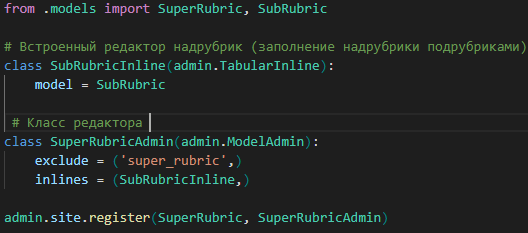 from .models import SuperRubric, SubRubric
# Встроенный редактор надрубрик (заполнение надрубрики подрубриками)
class SubRubricInline(admin.TabularInline):
    model = SubRubric
 # Класс редактора
class SuperRubricAdmin(admin.ModelAdmin):
    exclude = ('super_rubric',)
    inlines = (SubRubricInline,)
admin.site.register(SuperRubric, SuperRubricAdmin)